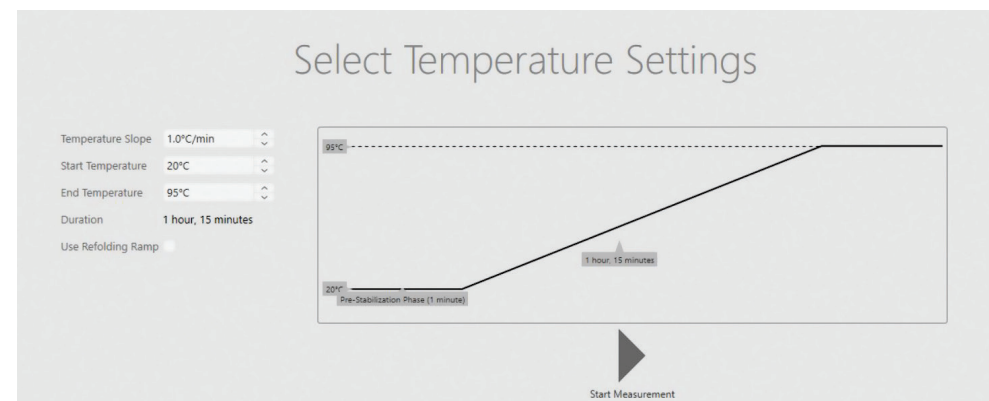 Select Temperature Settings
Temperature Slope 1.0°C/min
Start Temperature 20°C
End Temperature 95°C
Duration 1 hour, 15 minutes
Use Refolding Ramp
95°C
1 hour, 15 minutes
20°C
Pre-Stabilization Phase (1 minute)
Start Measurement